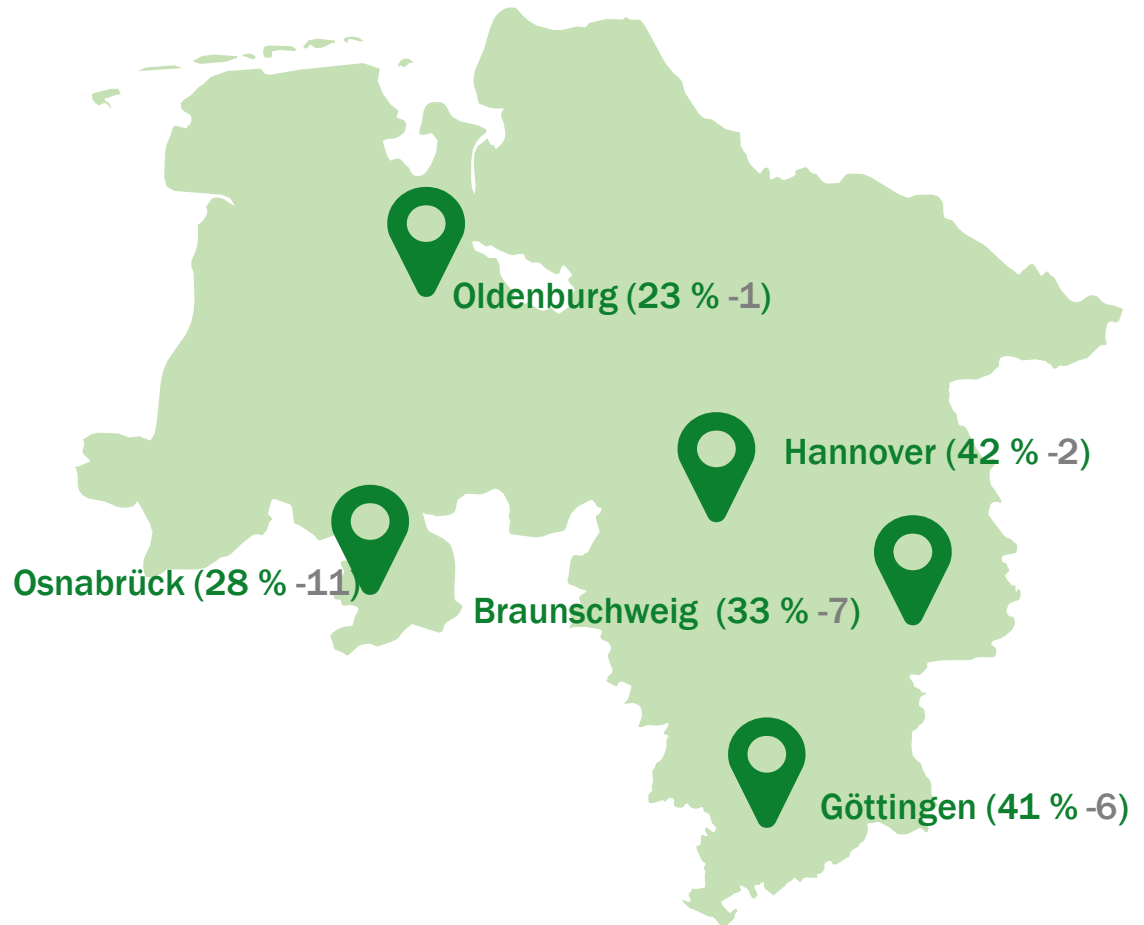 Oldenburg (23 % -1)
Hannover (42 % -2)
Osnabrück (28 % -11)
Braunschweig (33 % -7)
Göttingen (41 % -6)